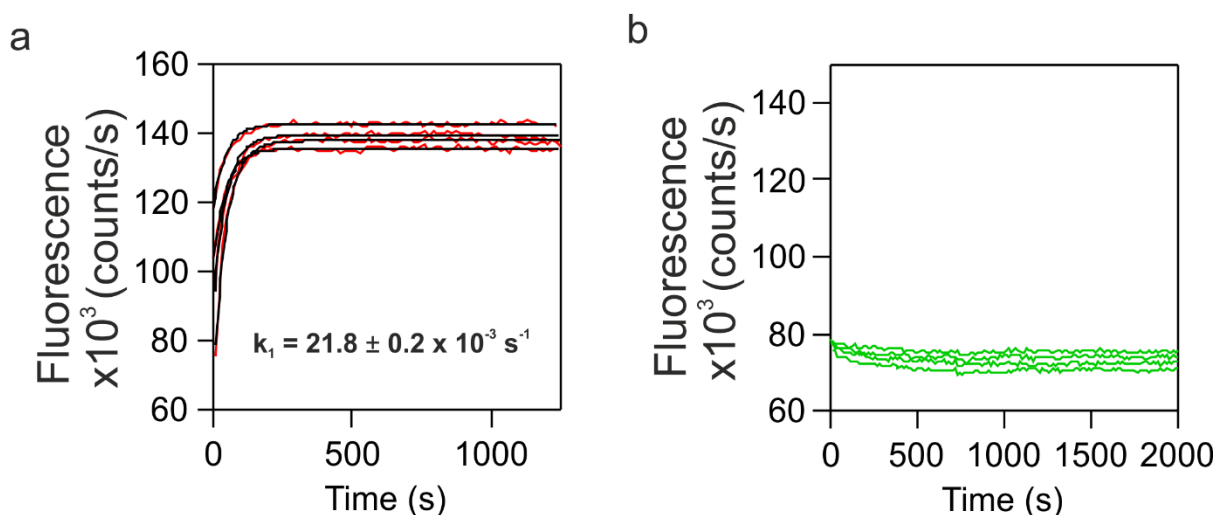 a
Fluorescence
x10³ (counts/s)
160
140
120
100
80
60
k₁ = 21.8 ± 0.2 x 10⁻³ s⁻¹
0
500
1000
Time (s)
b
Fluorescence
x10³ (counts/s)
140
120
100
80
60
0
500
1000
1500
2000
Time (s)